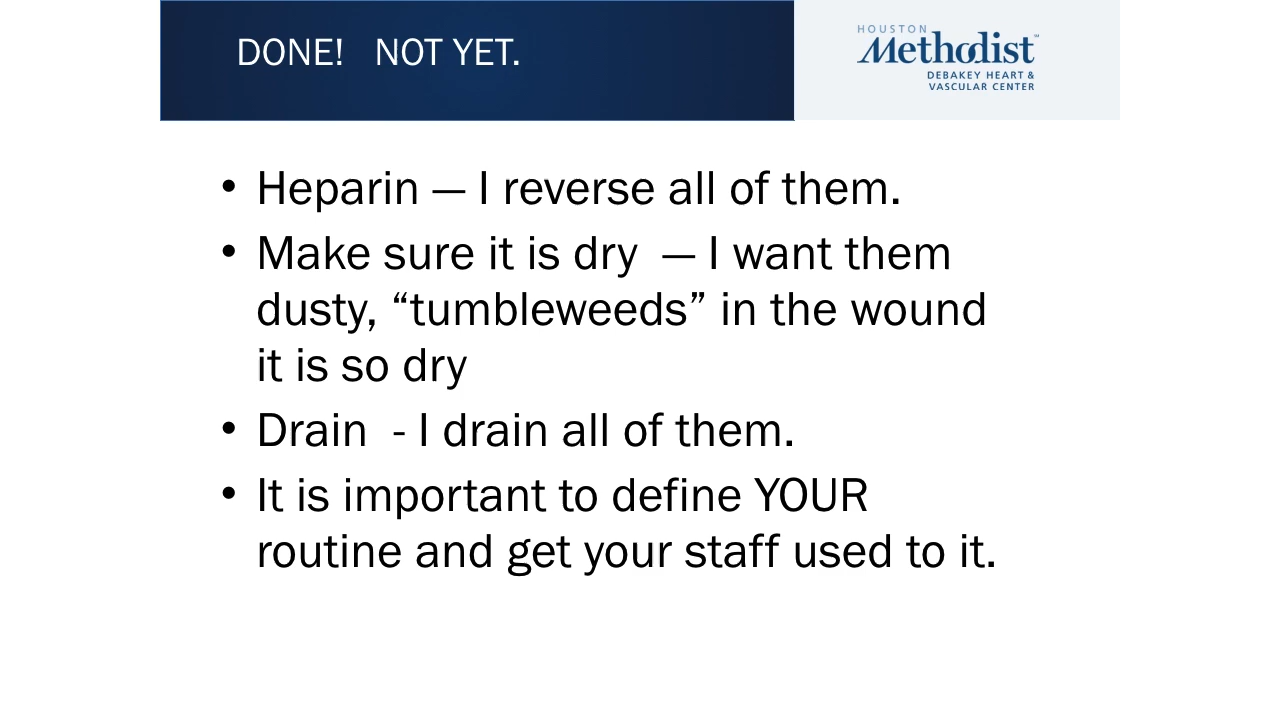 DONE! NOT YET.
HOUSTON
Methodist
DEBAKEY HEART &
VASCULAR CENTER
• Heparin — I reverse all of them.
• Make sure it is dry — I want them
dusty, “tumbleweeds” in the wound
it is so dry
• Drain - I drain all of them.
• It is important to define YOUR
routine and get your staff used to it.